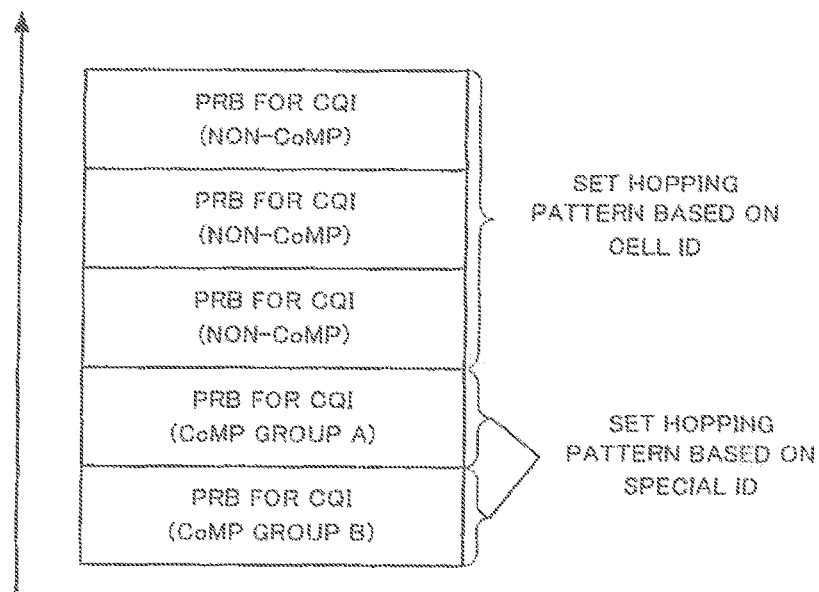 PRB FOR CQI
(NON-CoMP)
PRB FOR CQI
(NON-CoMP)
PRB FOR CQI
(NON-CoMP)
PRB FOR CQI
(CoMP GROUP A)
PRB FOR CQI
(CoMP GROUP B)
SET HOPPING
PATTERN BASED ON
CELL ID
SET HOPPING
PATTERN BASED ON
SPECIAL ID